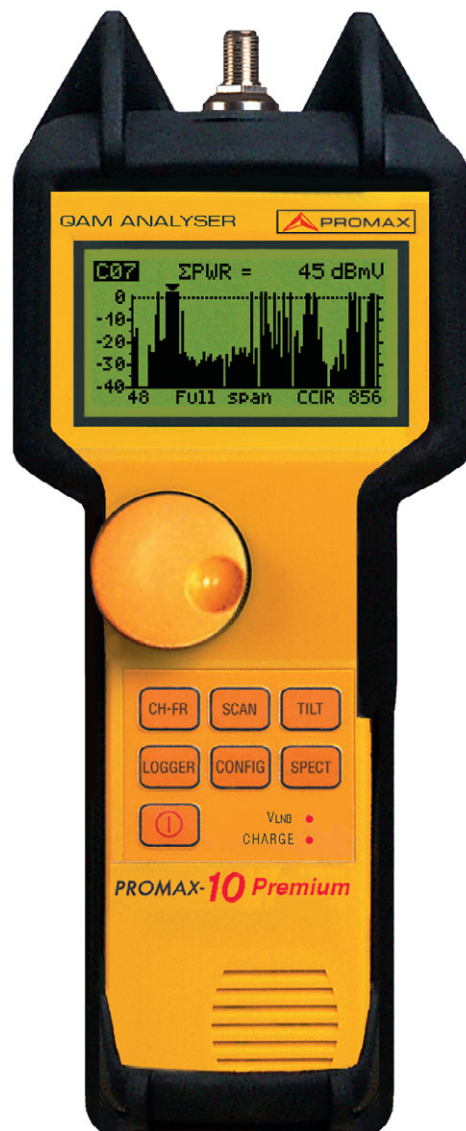 QAM ANALYSER PROMAX
C07 ΣPWR = 45 dBmV
0
-10
-20
-30
-40
48 Full span CCIR 856
CH-FR SCAN TILT
LOGGER CONFIG SPECT
VLNB
CHARGE
PROMAX-10 Premium